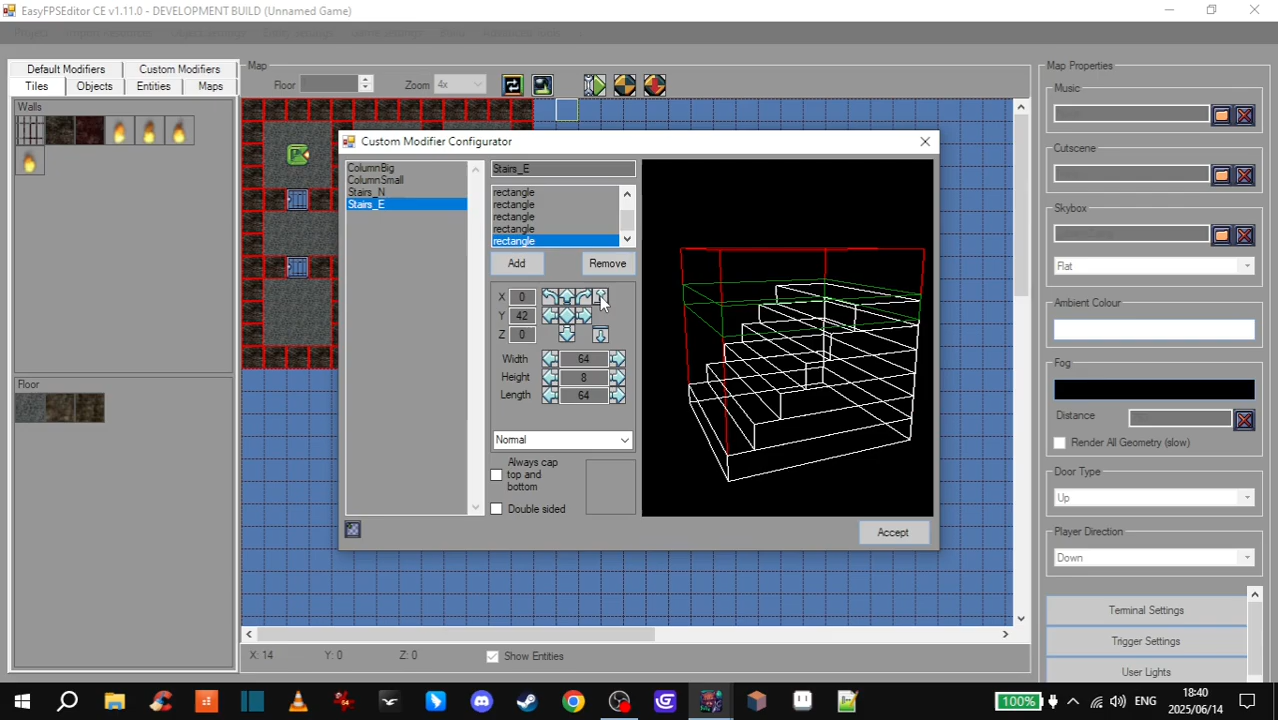 EasyFPSEditor CE v1.11.0 - DEVELOPMENT BUILD (Unnamed Game)
Default Modifiers
Custom Modifiers
Tiles
Objects
Entities
Maps
Walls
Floor
Map
Floor
Zoom
4x
Custom Modifier Configurator
ColumnBig
ColumnSmall
Stairs_N
Stairs_E
Stairs_E
rectangle
rectangle
rectangle
rectangle
rectangle
Add
Remove
X 0
Y 42
Z 0
Width 64
Height 8
Length 64
Normal
Always cap
top and
bottom
Double sided
Accept
X: 14
Y: 0
Z: 0
Show Entities
Map Properties
Music
Cutscene
Skybox
Flat
Ambient Colour
Fog
Distance
Render All Geometry (slow)
Door Type
Up
Player Direction
Down
Terminal Settings
Trigger Settings
User Lights
100%
ENG
18:40
2025/06/14